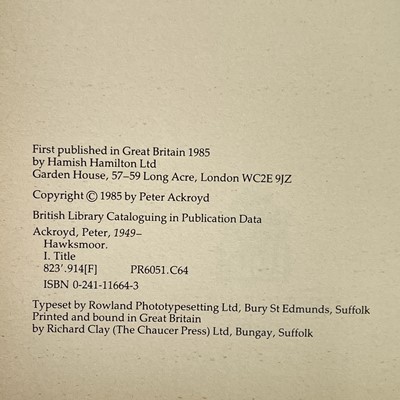 First published in Great Britain 1985
by Hamish Hamilton Ltd
Garden House, 57–59 Long Acre, London WC2E 9JZ
Copyright © 1985 by Peter Ackroyd
British Library Cataloguing in Publication Data
Ackroyd, Peter, 1949–
Hawksmoor.
I. Title
823'.914[F] PR6051.C64
ISBN 0-241-11664-3
Typeset by Rowland Phototypesetting Ltd, Bury St Edmunds, Suffolk
Printed and bound in Great Britain
by Richard Clay (The Chaucer Press) Ltd, Bungay, Suffolk